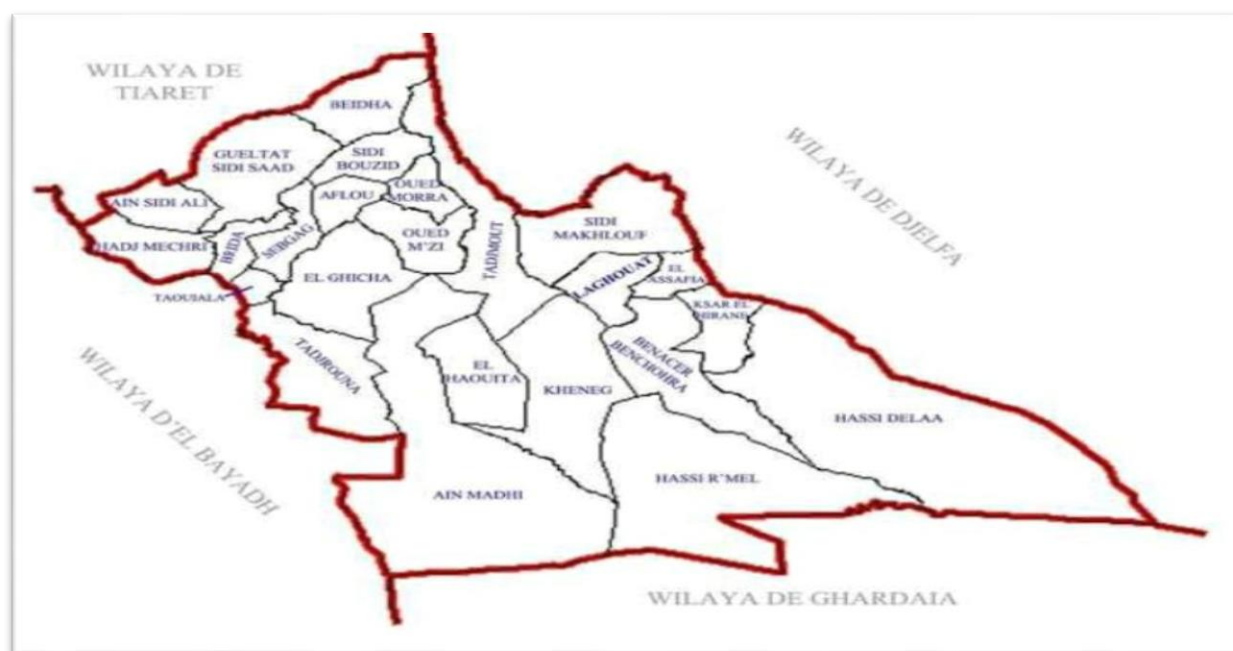 WILAYA DE
TIARET
BEIDHA
GUELTAT
SIDI SAAD
SIDI
BOUZID
WILAYA DE DJELFA
AIN SIDI ALI
AFLOU
OUED
MORRA
HADJ MECHRI
BRIDA
SEBGAG
OUED
M'ZI
TADJMOUT
SIDI
MAKHLOUF
EL GHICHA
LAGHOUAT
EL
ASSAFIA
TAOUIALA
KSAR EL
HIRANE
TADJROUNA
EL
HAOUITA
KHENEG
BENACER
BENCHOHRA
HASSI DELAA
WILAYA D'EL BAYADH
AIN MADHI
HASSI R'MEL
WILAYA DE GHARDAIA